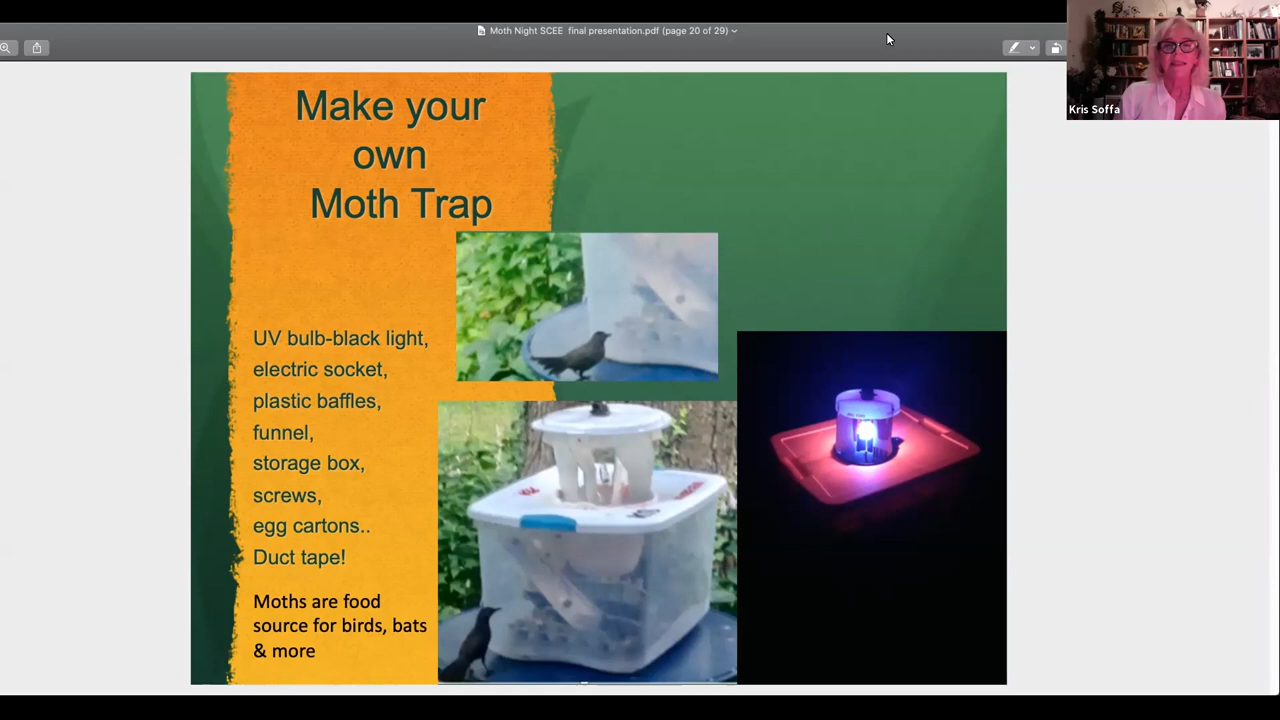 Moth Night SCEE final presentation.pdf (page 20 of 29)
Kris Soffa
Make your
own
Moth Trap
UV bulb-black light,
electric socket,
plastic baffles,
funnel,
storage box,
screws,
egg cartons..
Duct tape!
Moths are food
source for birds, bats
& more